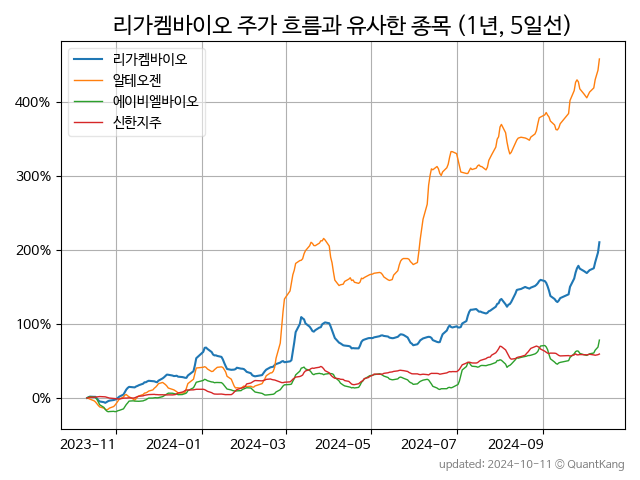 리가켐바이오 주가 흐름과 유사한 종목 (1년, 5일선)
리가켐바이오
알테오젠
에이비엘바이오
신한지주
400%
300%
200%
100%
0%
2023-11 2024-01 2024-03 2024-05 2024-07 2024-09
updated: 2024-10-11 © QuantKang